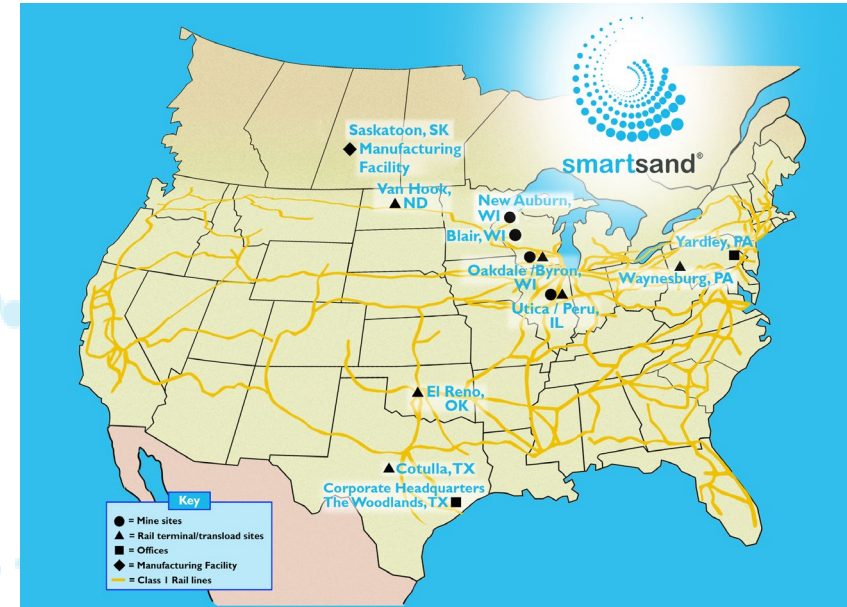 smartsand®
Saskatoon, SK
Manufacturing
Facility
Van Hook,
ND
New Auburn,
WI
Blair, WI
Yardley, PA
Oakdale / Byron,
WI
Waynesburg, PA
Utica / Peru,
IL
El Reno,
OK
Cotulla, TX
Corporate Headquarters
The Woodlands, TX
Key
= Mine sites
= Rail terminal/transload sites
= Offices
= Manufacturing Facility
= Class 1 Rail lines